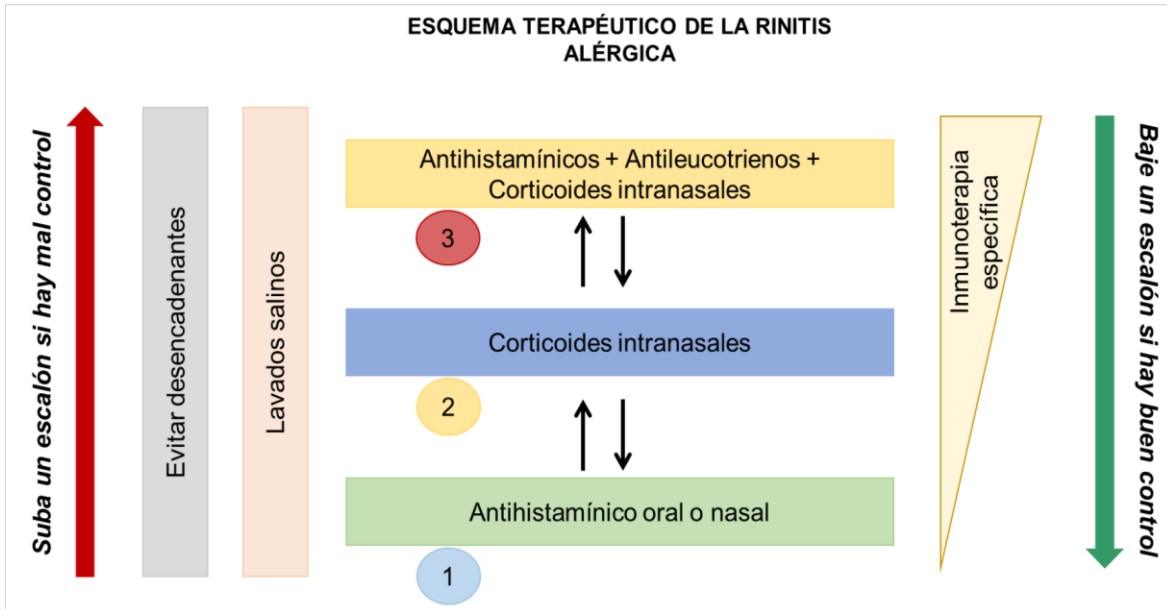 ESQUEMA TERAPÉUTICO DE LA RINITIS
ALÉRGICA
Suba un escalón si hay mal control
Evitar desencadenantes
Lavados salinos
Antihistamínicos + Antileucotrienos +
Corticoides intranasales
3
Corticoides intranasales
2
Antihistamínico oral o nasal
1
Inmunoterapia
específica
Baje un escalón si hay buen control